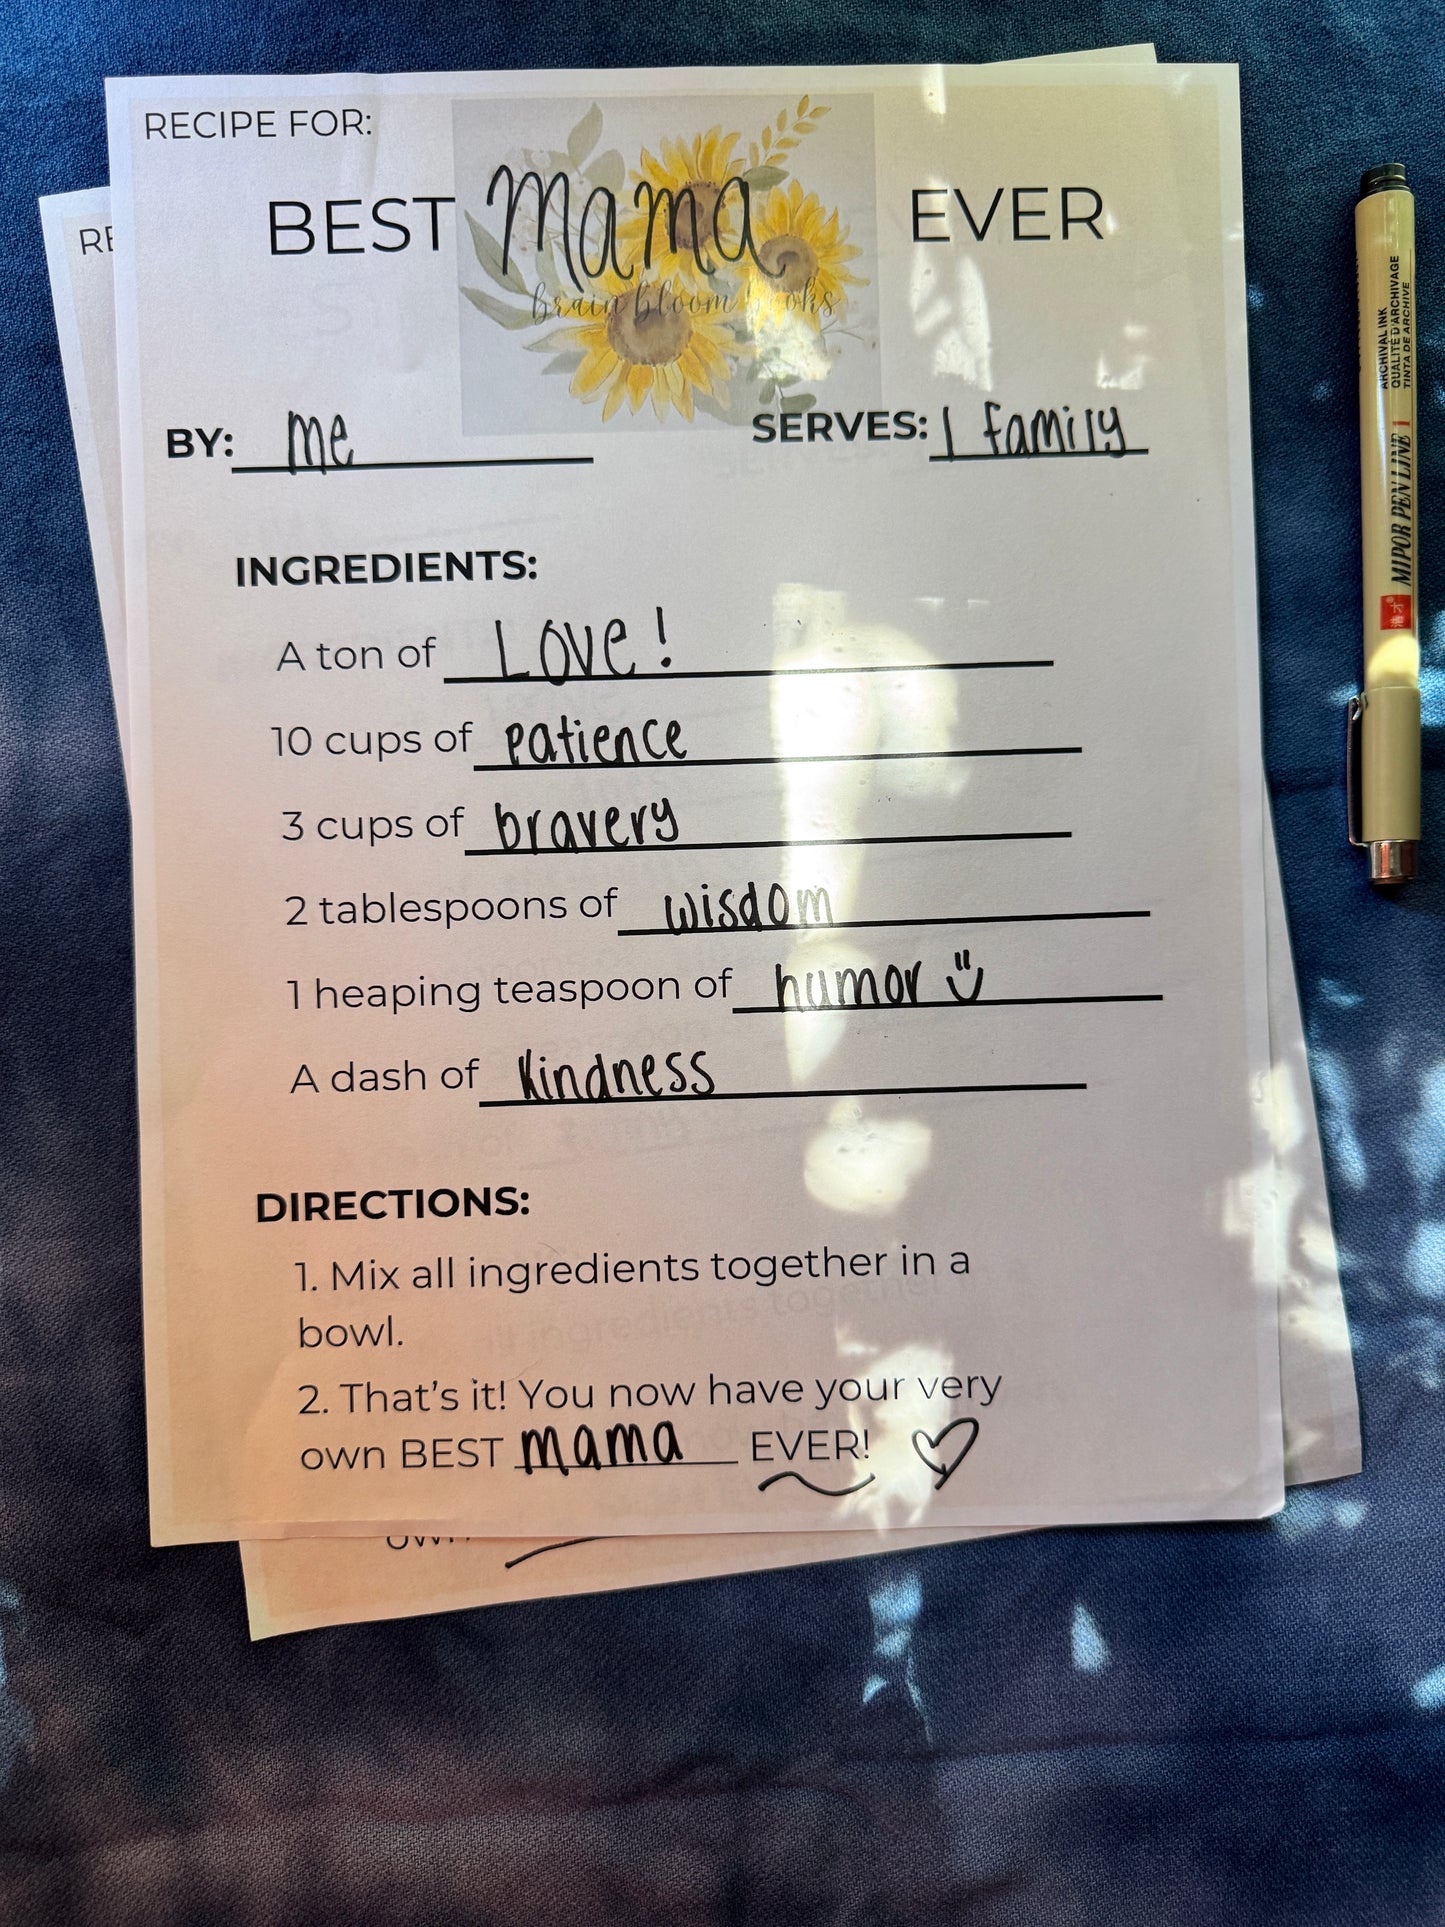 RECIPE FOR:
BEST Mama EVER
brain bloom books
BY: me
SERVES: 1 family
INGREDIENTS:
A ton of Love!
10 cups of patience
3 cups of bravery
2 tablespoons of wisdom
1 heaping teaspoon of humor
A dash of kindness
DIRECTIONS:
1. Mix all ingredients together in a
bowl.
2. That's it! You now have your very
own BEST mama EVER!
RE
ARCHIVAL INK
QUALITÉ D'ARCHIVAGE
TINTA DE ARCHIVE
MIPOR PEN LINE 1